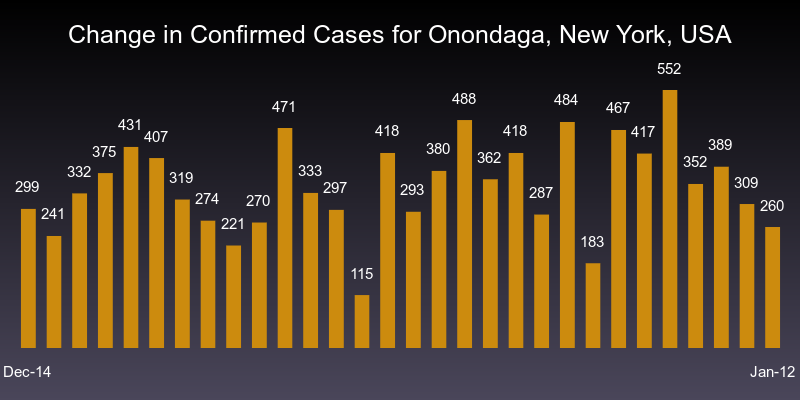 Change in Confirmed Cases for Onondaga, New York, USA
299 241 332 375 431 407 319 274 221 270 471 333 297 115 418 293 380 488 362 418 287 484 183 467 417 552 352 389 309 260
Dec-14 Jan-12